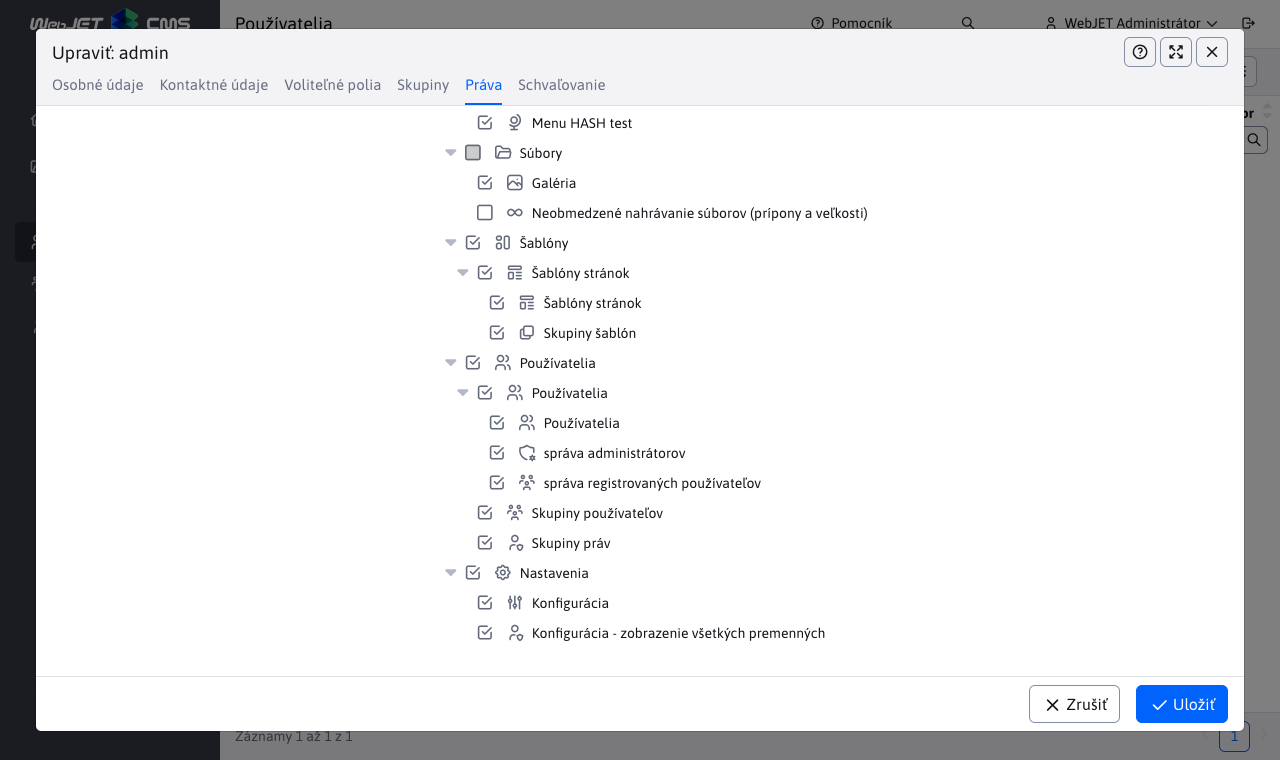 WebJET CMS
Používatelia
Pomocník
WebJET Administrátor
Upraviť: admin
Osobné údaje
Kontaktné údaje
Voliteľné polia
Skupiny
Práva
Schvaľovanie
or
Menu HASH test
Súbory
Galéria
Neobmedzené nahrávanie súborov (prípony a veľkosti)
Šablóny
Šablóny stránok
Šablóny stránok
Skupiny šablón
Používatelia
Používatelia
Používatelia
správa administrátorov
správa registrovaných používateľov
Skupiny používateľov
Skupiny práv
Nastavenia
Konfigurácia
Konfigurácia - zobrazenie všetkých premenných
Zrušiť
Uložiť
Záznamy 1 až 1 z 1
1